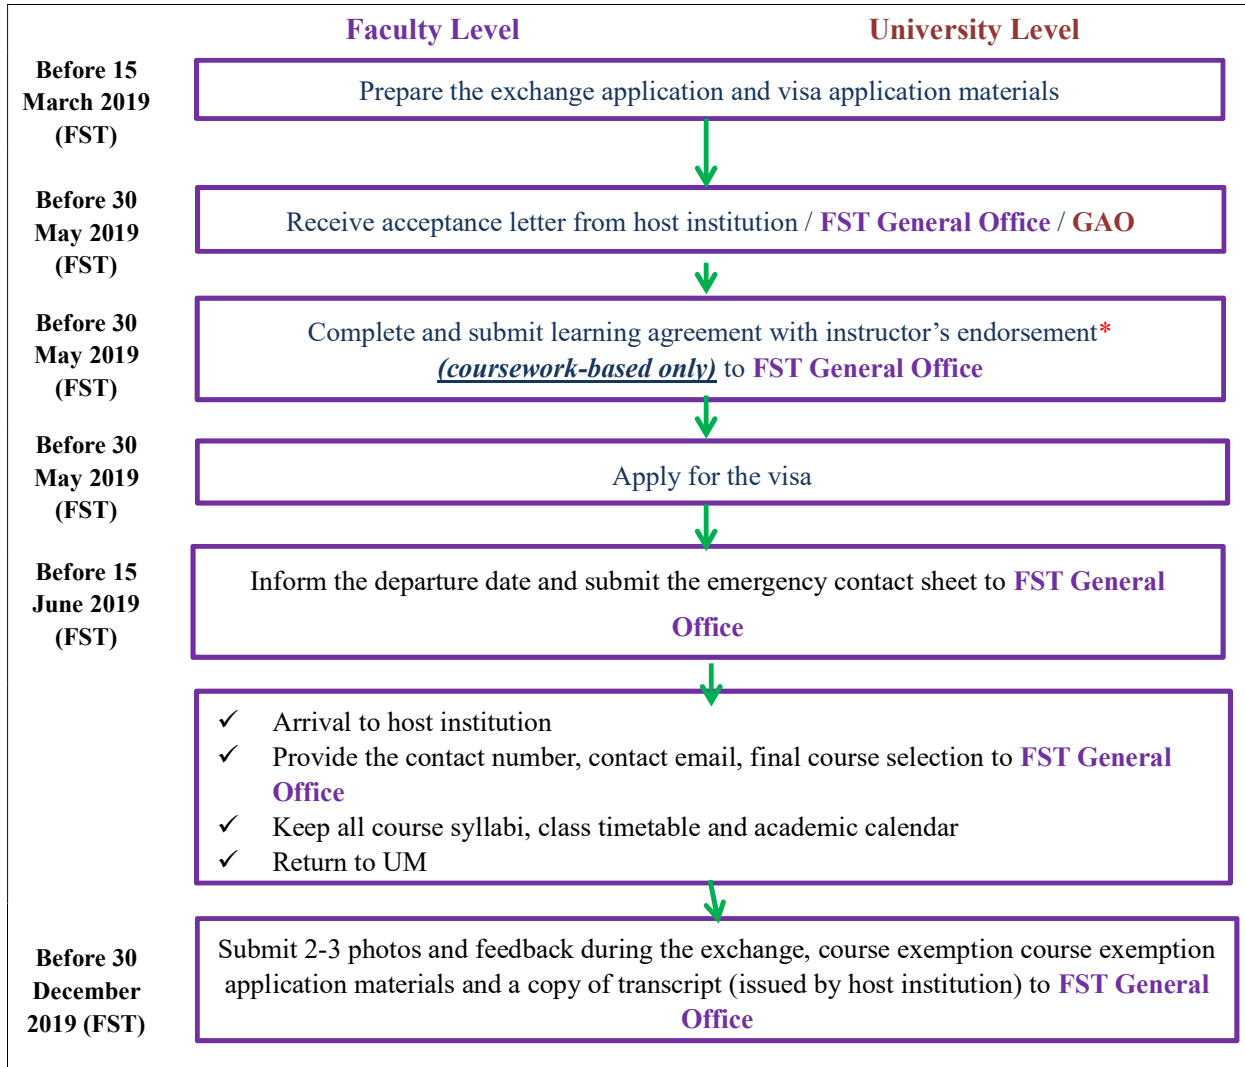 Faculty Level University Level
Before 15
March 2019
(FST)
Prepare the exchange application and visa application materials
Before 30
May 2019
(FST)
Receive acceptance letter from host institution / FST General Office / GAO
Before 30
May 2019
(FST)
Complete and submit learning agreement with instructor’s endorsement*
(coursework-based only) to FST General Office
Before 30
May 2019
(FST)
Apply for the visa
Before 15
June 2019
(FST)
Inform the departure date and submit the emergency contact sheet to FST General
Office
✓ Arrival to host institution
✓ Provide the contact number, contact email, final course selection to FST General
Office
✓ Keep all course syllabi, class timetable and academic calendar
✓ Return to UM
Before 30
December
2019 (FST)
Submit 2-3 photos and feedback during the exchange, course exemption course exemption
application materials and a copy of transcript (issued by host institution) to FST General
Office